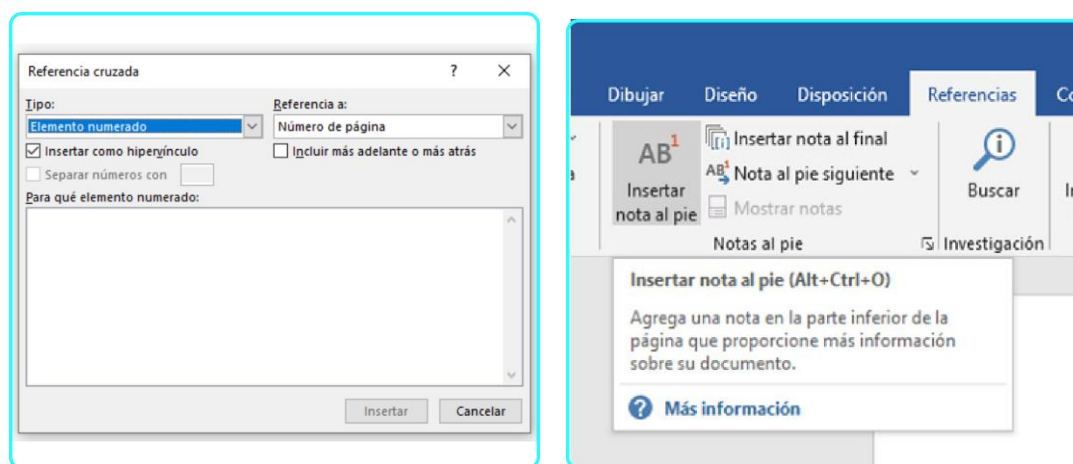 Referencia cruzada ? ×
Tipo: Referencia a:
Elemento numerado Número de página
Insertar como hipervínculo Incluir más adelante o más atrás
Separar números con
Para qué elemento numerado:
Insertar Cancelar
Dibujar Diseño Disposición Referencias
AB1 Insertar nota al final
AB1 Nota al pie siguiente
Mostrar notas
Insertar
nota al pie
Buscar
Notas al pie Investigación
Insertar nota al pie (Alt+Ctrl+O)
Agrega una nota en la parte inferior de la
página que proporcione más información
sobre su documento.
? Más información